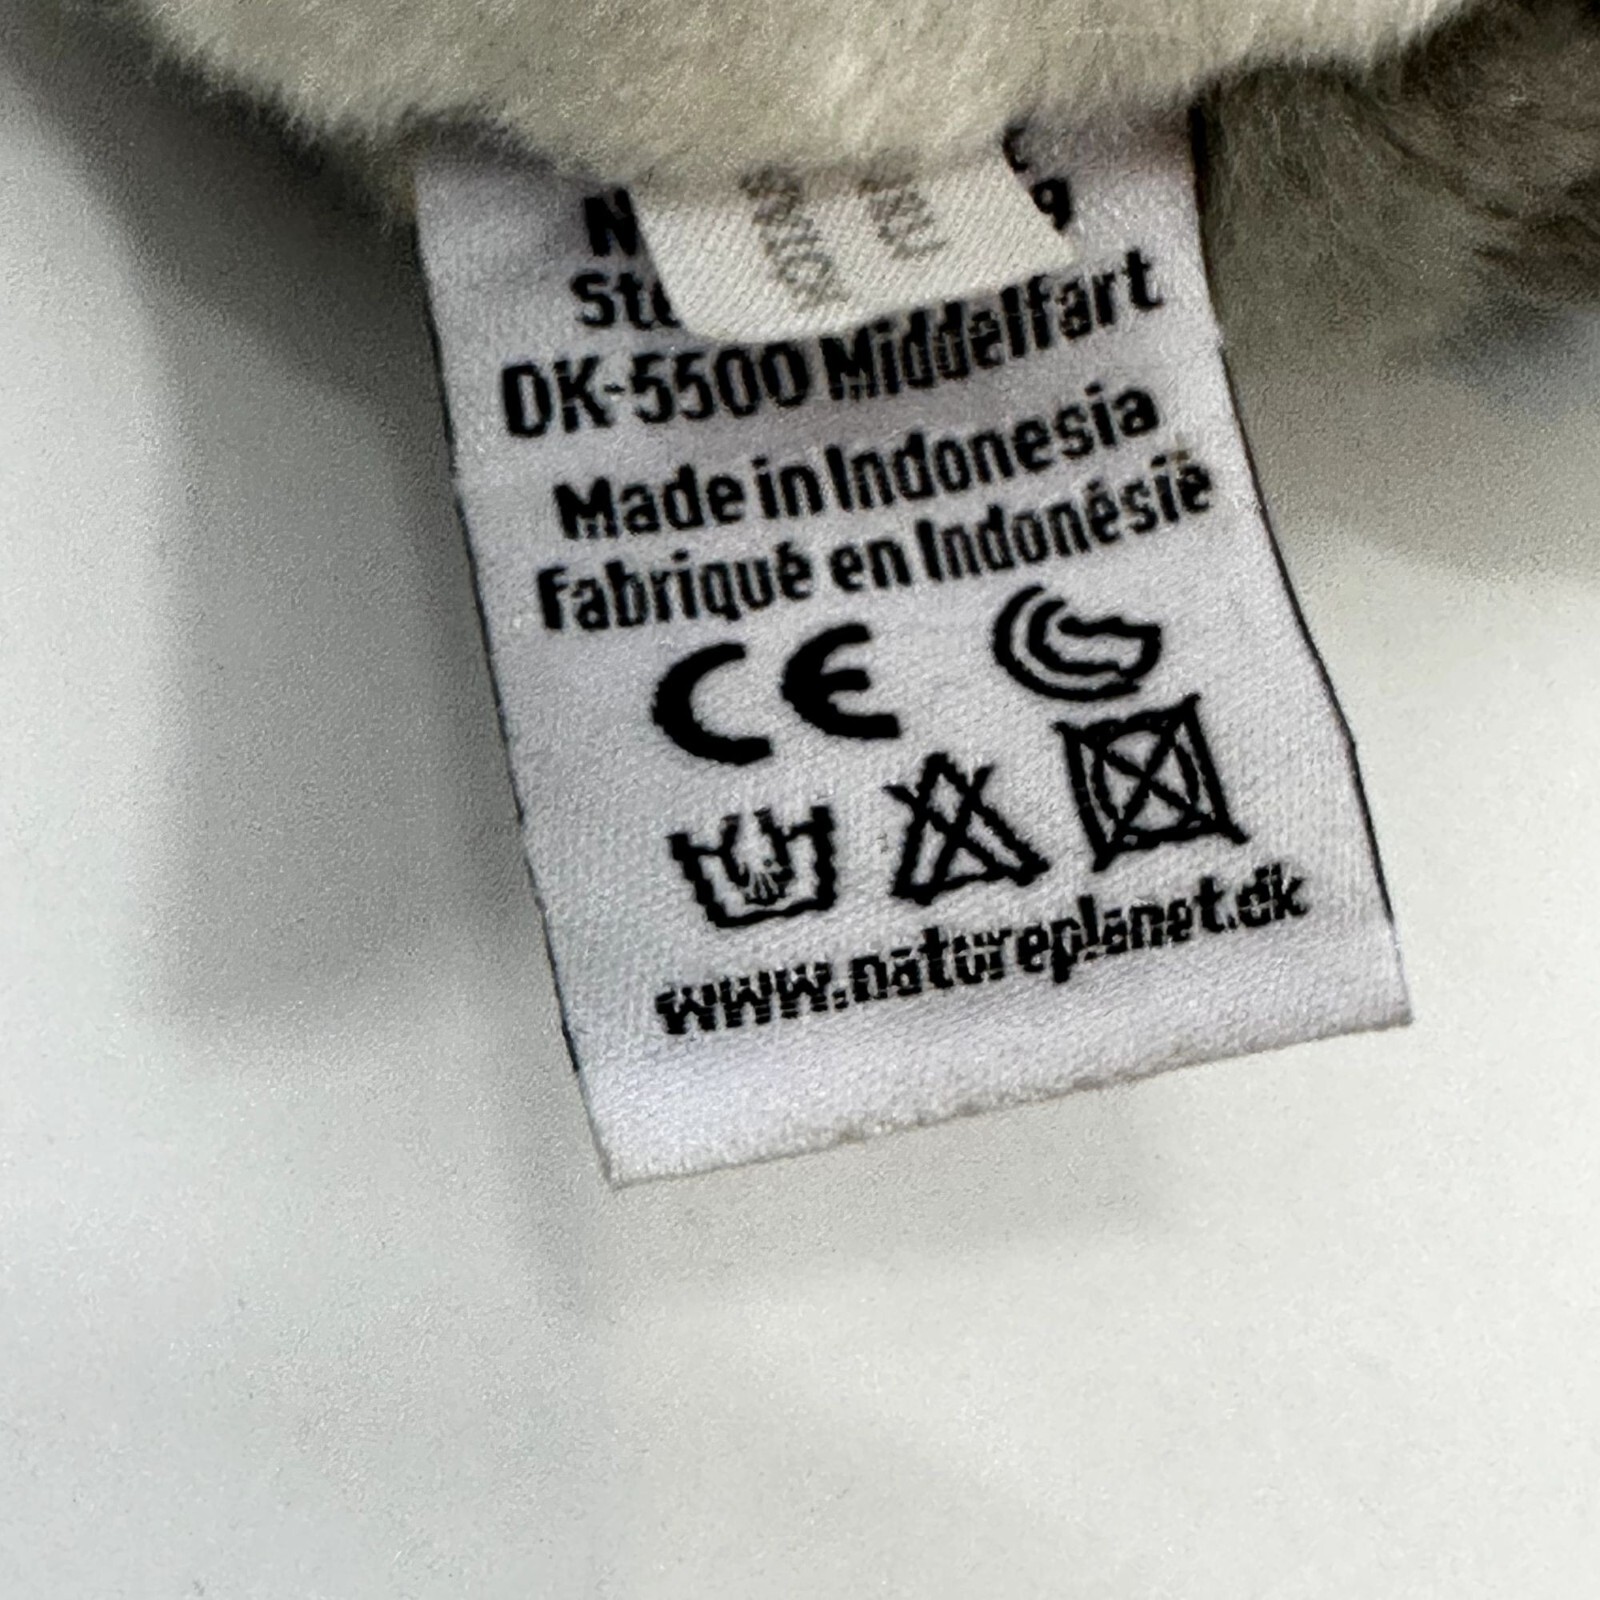 DK-5500 Middelfart
Made in Indonesia
Fabriqué en Indonésie
CE
www.natureplanet.dk